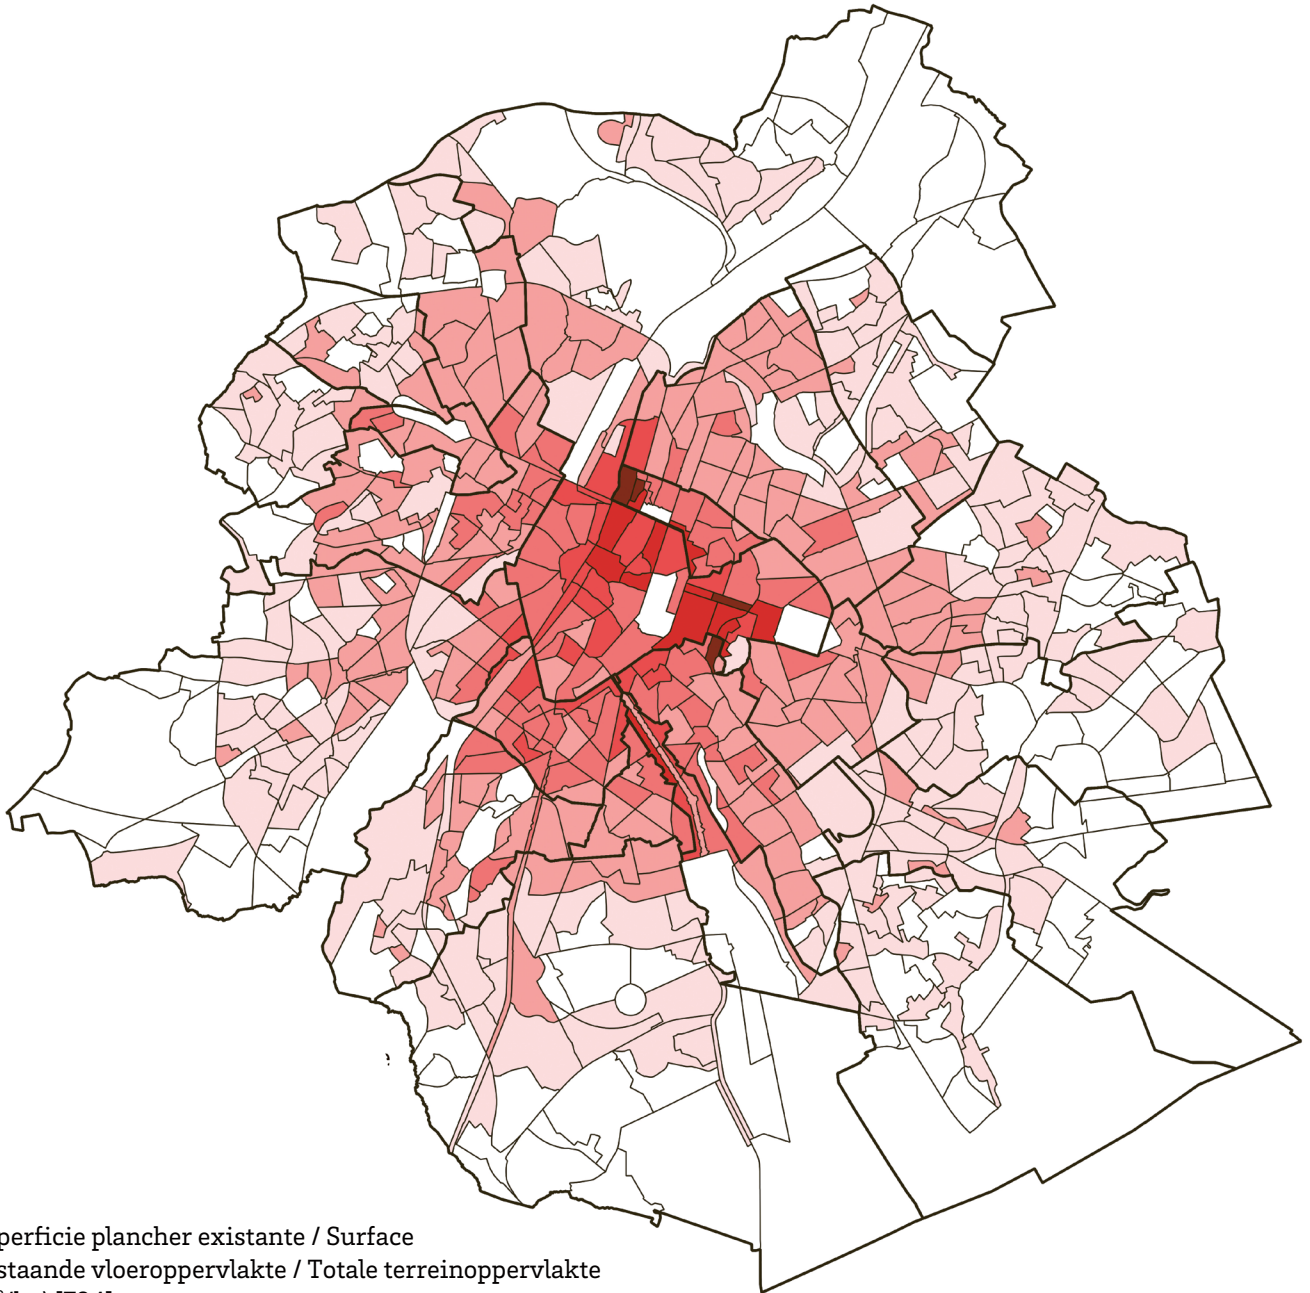 perficie plancher existante / Surface
staande vloeroppervlakte / Totale terreinoppervlakte